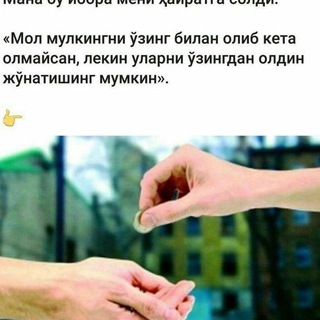 Мана бу ибора мени ҳайратга солди:
«Мол мулкингни ўзинг билан олиб кета
олмайсан, лекин уларни ўзингдан олдин
жўнатишинг мумкин».